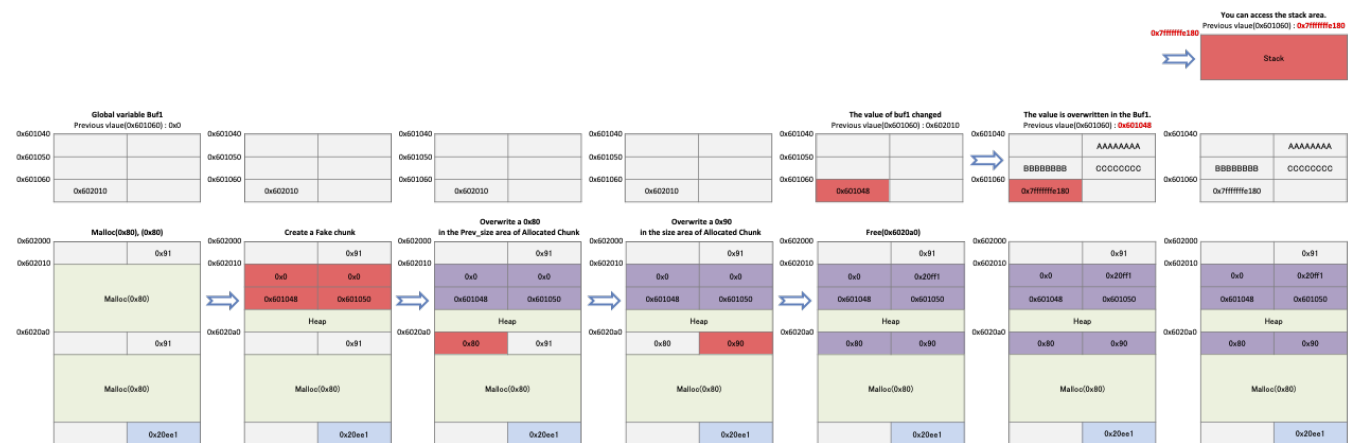 You can access the stack area.
Previous vlaue(0x601060) : 0x7fffffffe180
0x7fffffffe180
Stack
Global variable Buf1
Previous vlaue(0x601060) : 0x0
The value of buf1 changed
Previous vlaue(0x601060) : 0x602010
The value is overwritten in the Buf1.
Previous vlaue(0x601060) : 0x601048
0x601040 0x601040 0x601040 0x601040 0x601040 0x601040
AAAAAAAA AAAAAAAA
0x601050 0x601050 0x601050 0x601050 0x601050
BBBBBBBB CCCCCCCC BBBBBBBB CCCCCCCC
0x601060 0x601060 0x601060 0x601060 0x601060 0x601060 0x601060
0x602010 0x602010 0x602010 0x602010 0x601048 0x7fffffffe180 0x7fffffffe180
Malloc(0x80), (0x80)
Create a Fake chunk
Overwrite a 0x80
in the Prev_size area of Allocated Chunk
Overwrite a 0x90
in the size area of Allocated Chunk
Free(0x6020a0)
0x602000 0x602000 0x602000 0x602000 0x602000 0x602000 0x602000
0x91 0x91 0x91 0x91 0x91 0x91 0x91
0x602010 0x602010 0x602010 0x602010 0x602010 0x602010 0x602010
0x0 0x0 0x0 0x0 0x0 0x0 0x0 0x20ff1 0x0 0x20ff1 0x0 0x20ff1
Malloc(0x80) 0x601048 0x601050 0x601048 0x601050 0x601048 0x601050 0x601048 0x601050 0x601048 0x601050 0x601048 0x601050
Heap Heap Heap Heap Heap Heap
0x6020a0 0x6020a0 0x6020a0 0x6020a0 0x6020a0 0x6020a0 0x6020a0
0x91 0x91 0x80 0x91 0x80 0x90 0x80 0x90 0x80 0x90 0x80 0x90
Malloc(0x80) Malloc(0x80) Malloc(0x80) Malloc(0x80) Malloc(0x80) Malloc(0x80) Malloc(0x80)
0x20ee1 0x20ee1 0x20ee1 0x20ee1 0x20ee1 0x20ee1 0x20ee1